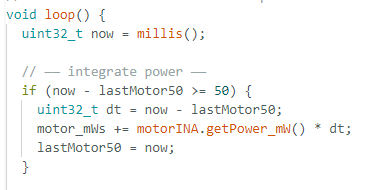 void loop() {
uint32_t now = millis();
// —— integrate power ——
if (now - lastMotor50 >= 50) {
uint32_t dt = now - lastMotor50;
motor_mWs += motorINA.getPower_mW() * dt;
lastMotor50 = now;
}